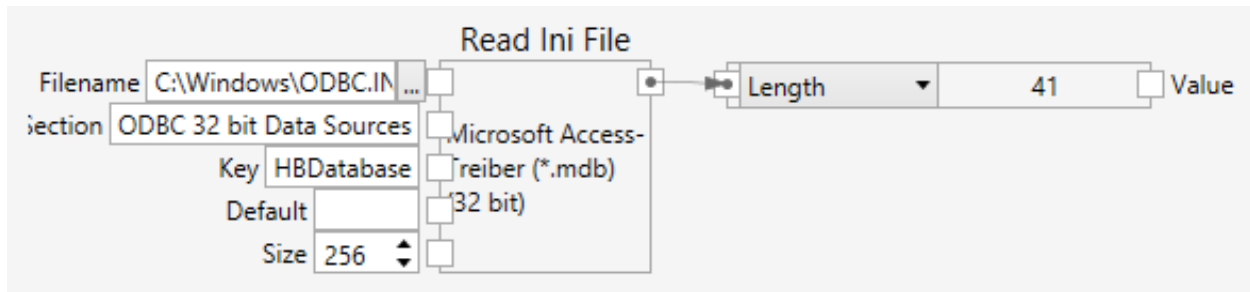 Read Ini File
Filename C:\Windows\ODBC.IN ...
Section ODBC 32 bit Data Sources
Key HBDatabase
Default
Size 256
Microsoft Access-
Treiber (*.mdb)
(32 bit)
Length 41 Value